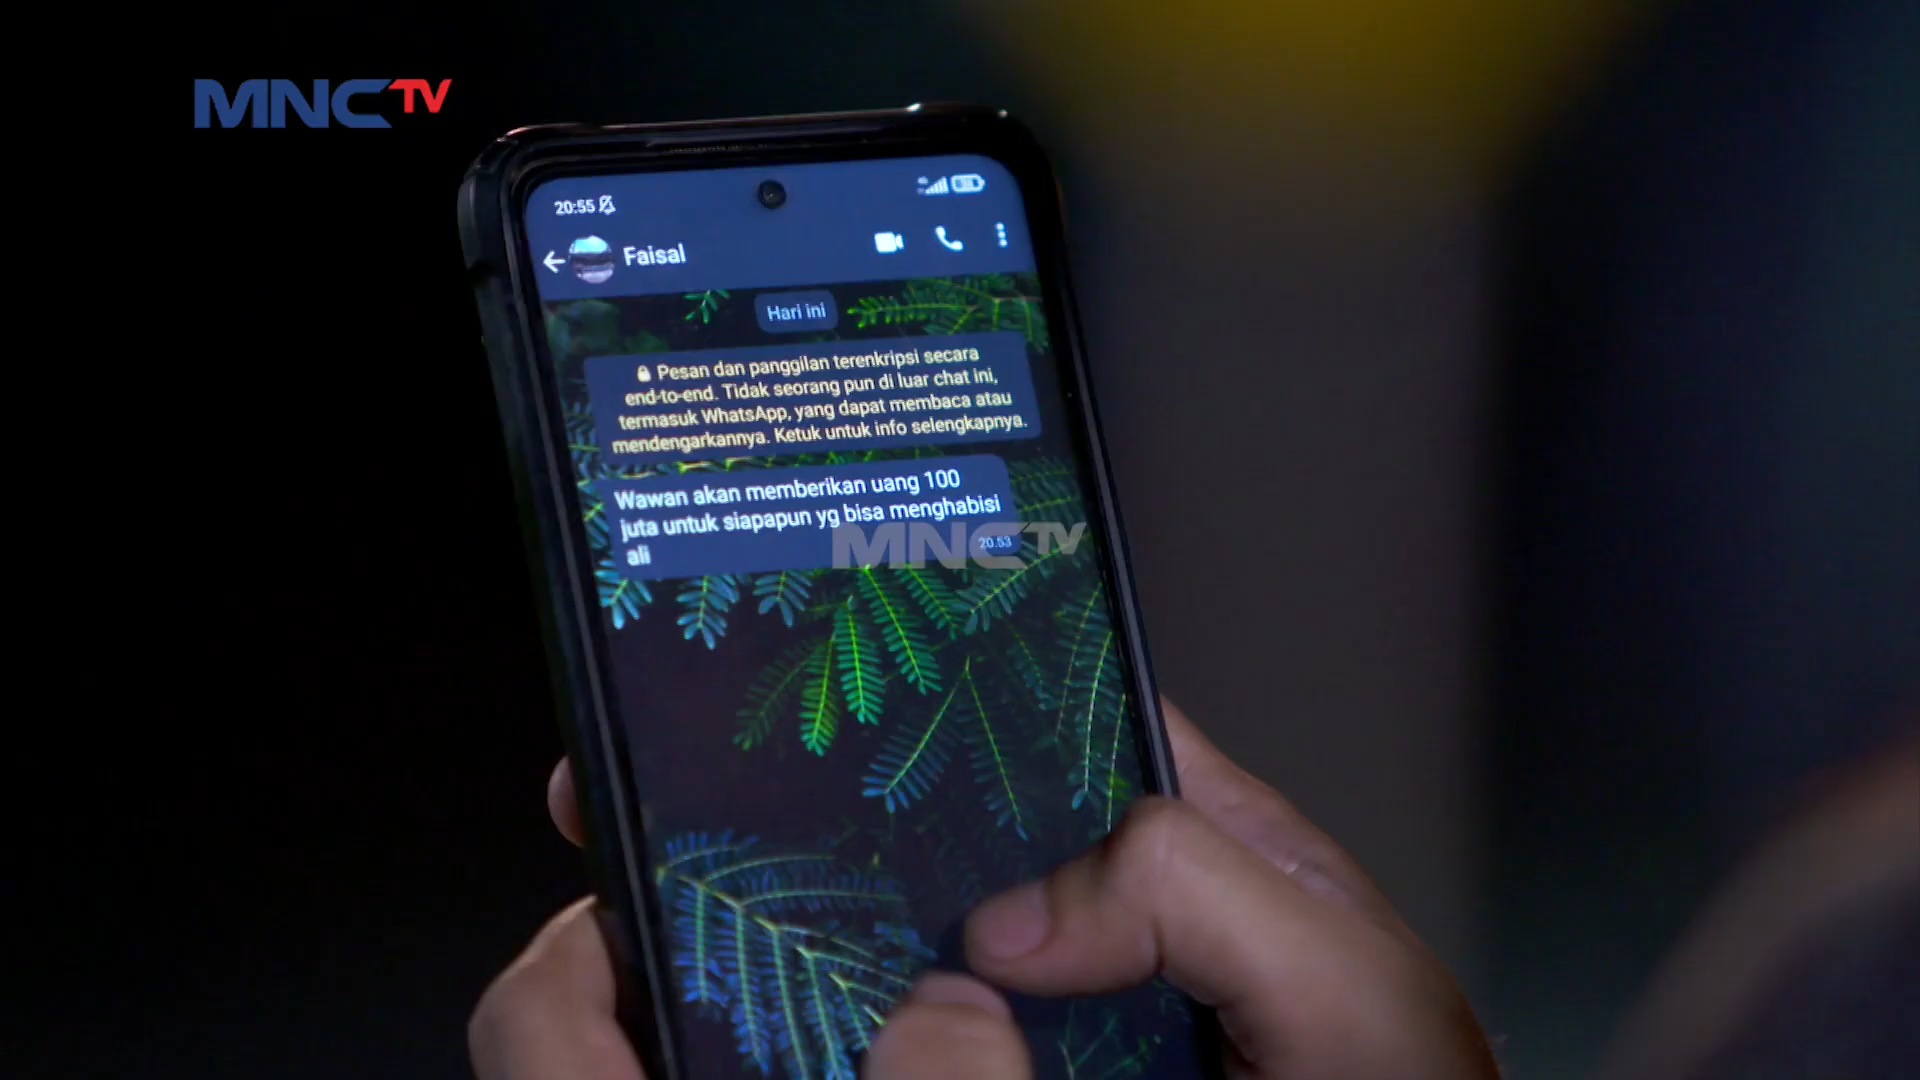 MNCTV
20:55
Faisal
Hari ini
Pesan dan panggilan terenkripsi secara
end-to-end. Tidak seorang pun di luar chat ini,
termasuk WhatsApp, yang dapat membaca atau
mendengarkannya. Ketuk untuk info selengkapnya.
Wawan akan memberikan uang 100
juta untuk siapapun yg bisa menghabisi
ali
20.53
MNCTV